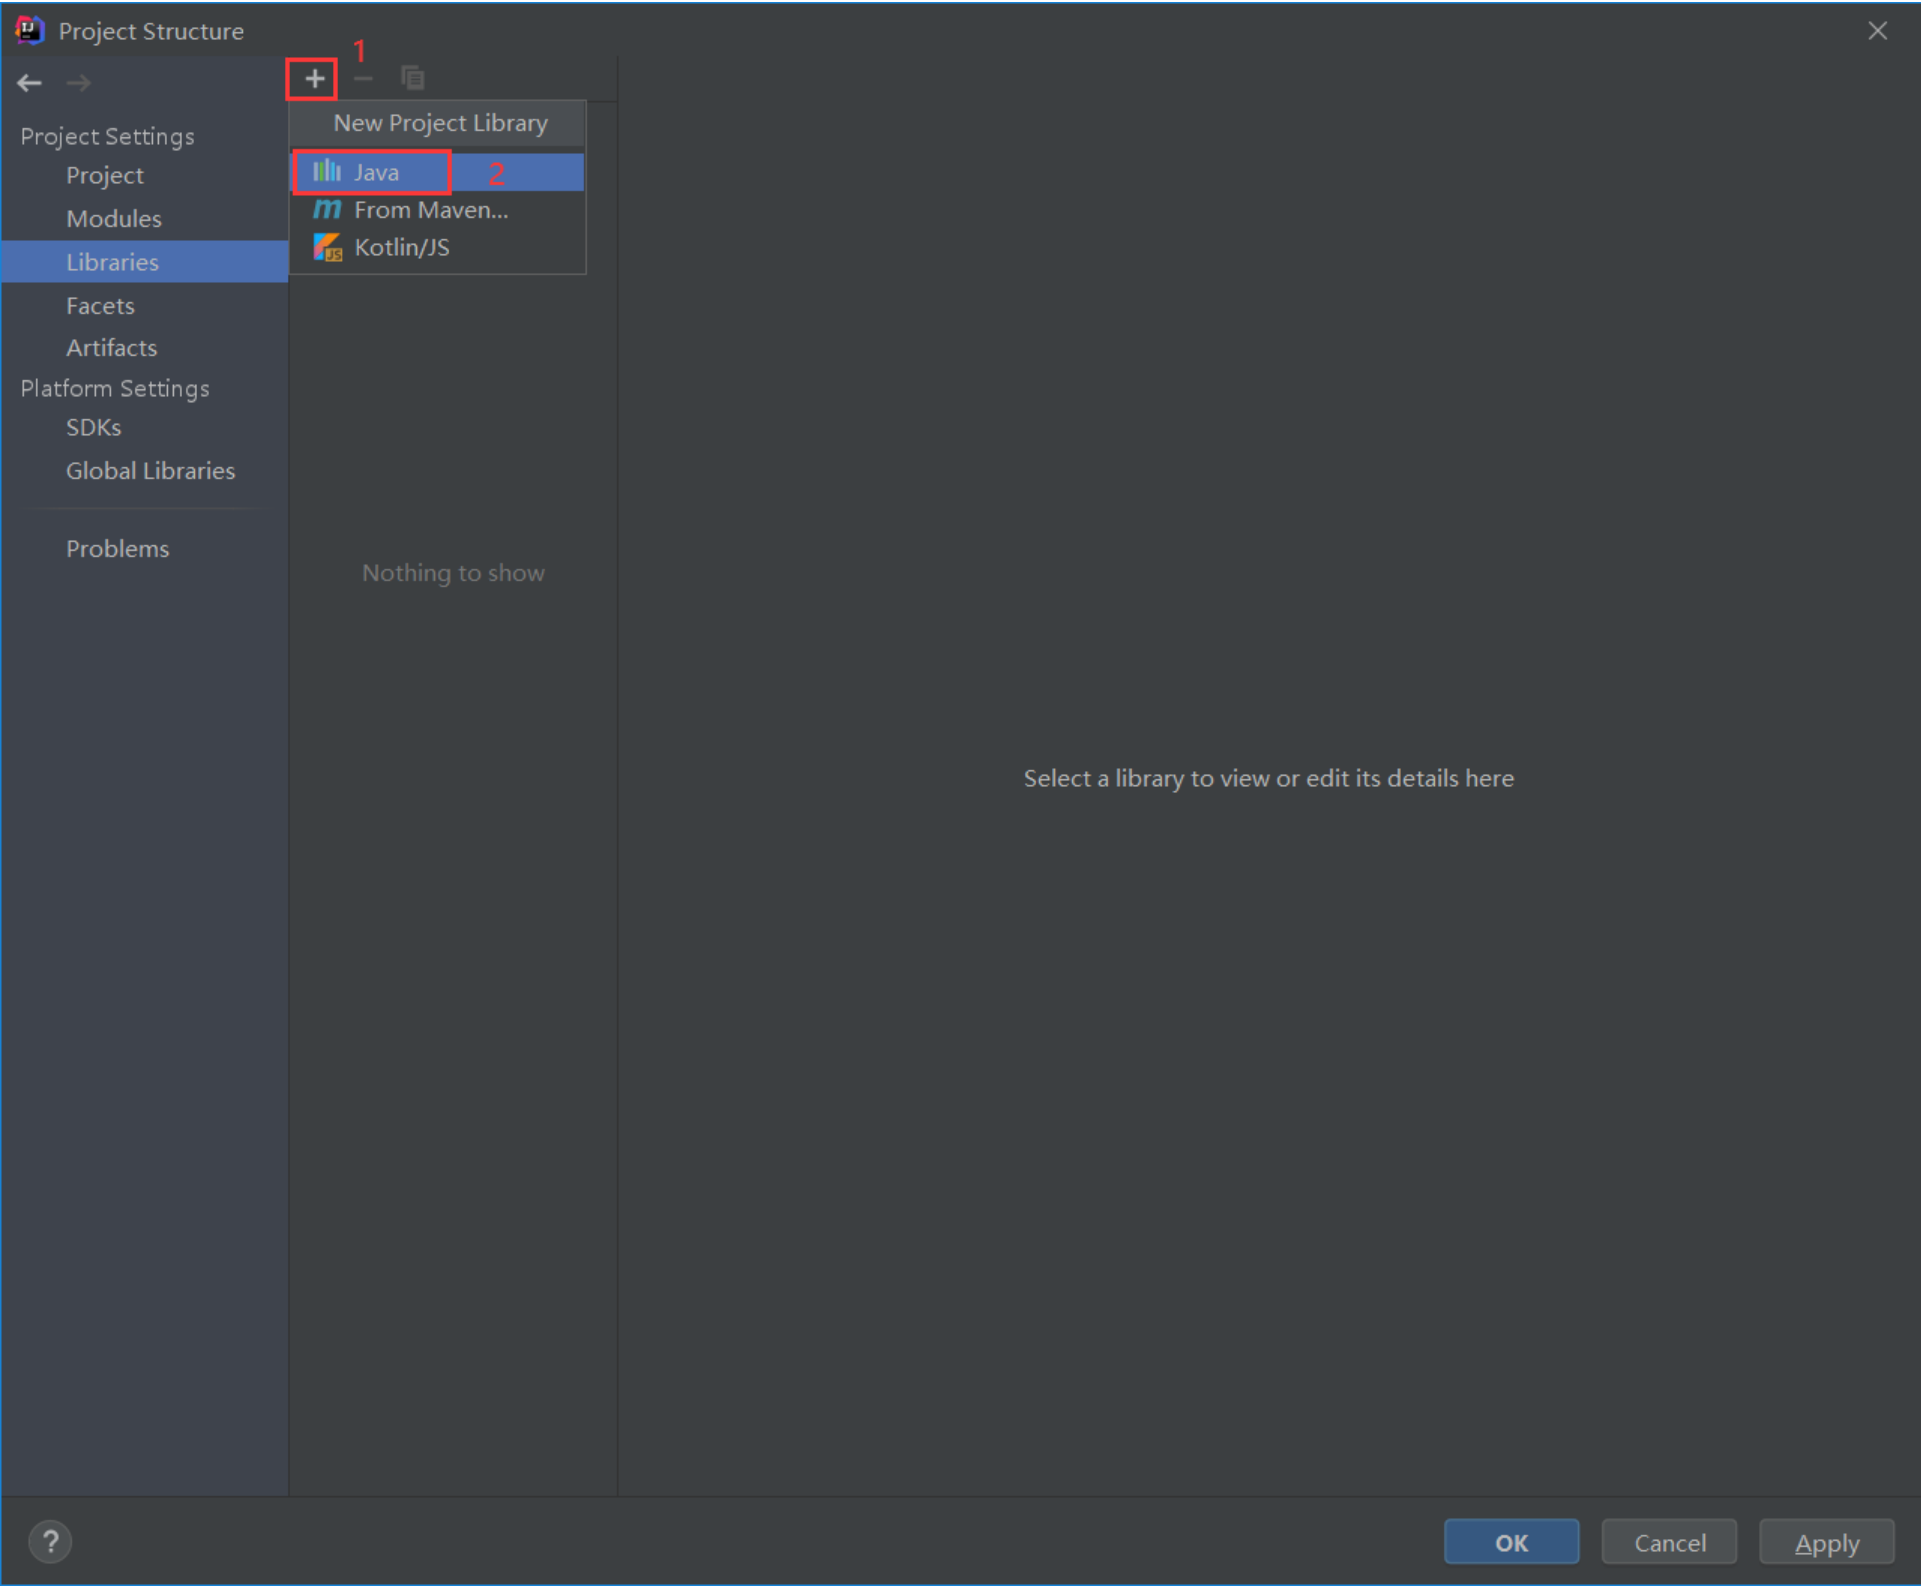 Project Structure
1
New Project Library
Project Settings
Project
Java
2
Modules
From Maven...
Libraries
Kotlin/JS
Facets
Artifacts
Platform Settings
SDKs
Global Libraries
Problems
Nothing to show
Select a library to view or edit its details here
?
OK
Cancel
Apply